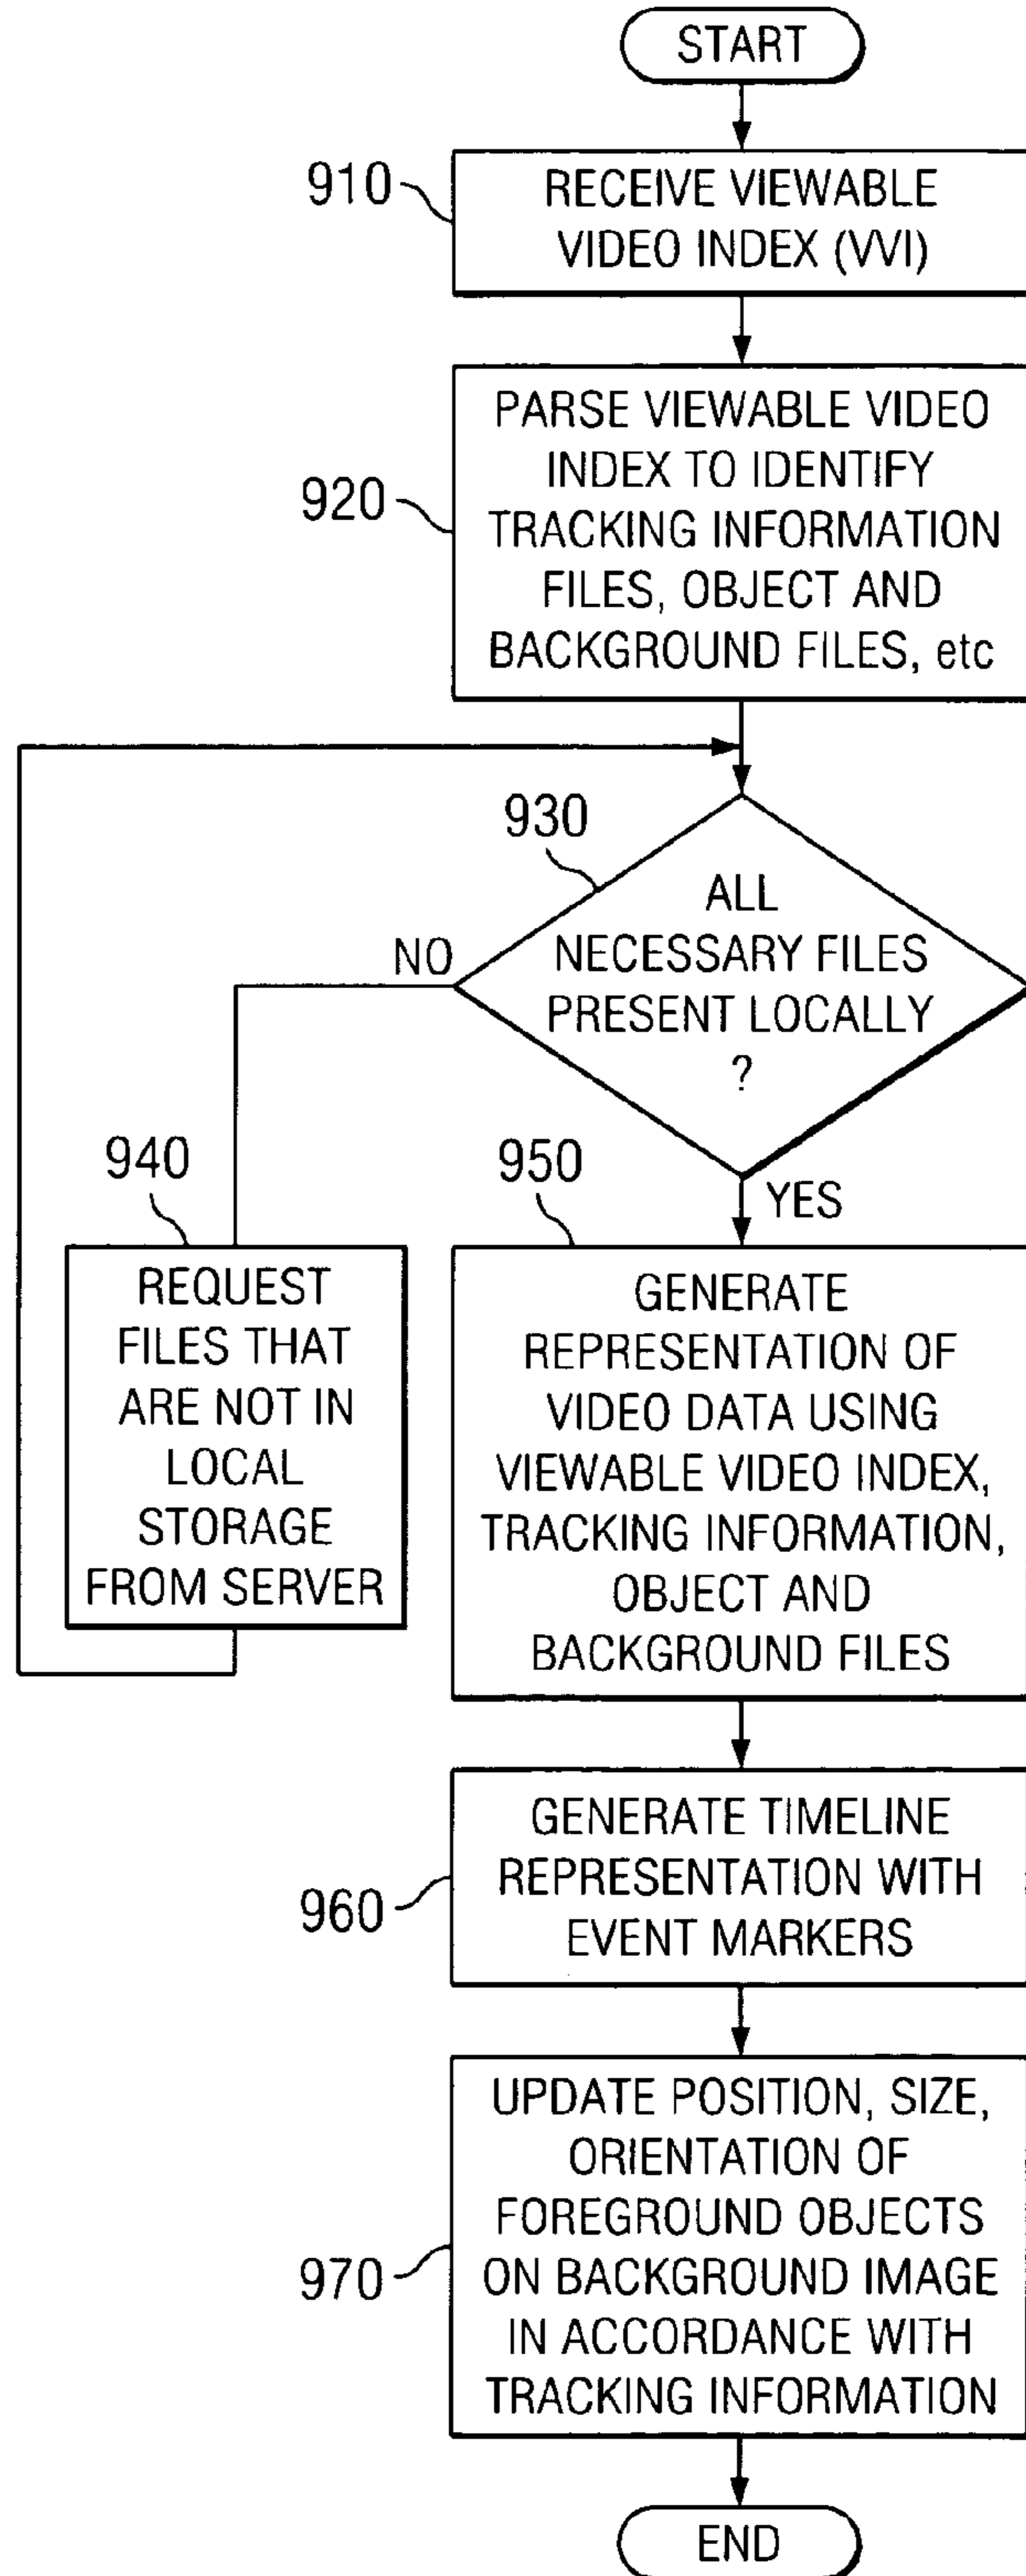 START
910
RECEIVE VIEWABLE
VIDEO INDEX (VVI)
920
PARSE VIEWABLE VIDEO
INDEX TO IDENTIFY
TRACKING INFORMATION
FILES, OBJECT AND
BACKGROUND FILES, etc
930
ALL
NECESSARY FILES
PRESENT LOCALLY
?
NO
YES
940
REQUEST
FILES THAT
ARE NOT IN
LOCAL
STORAGE
FROM SERVER
950
GENERATE
REPRESENTATION OF
VIDEO DATA USING
VIEWABLE VIDEO INDEX,
TRACKING INFORMATION,
OBJECT AND
BACKGROUND FILES
960
GENERATE TIMELINE
REPRESENTATION WITH
EVENT MARKERS
970
UPDATE POSITION, SIZE,
ORIENTATION OF
FOREGROUND OBJECTS
ON BACKGROUND IMAGE
IN ACCORDANCE WITH
TRACKING INFORMATION
END